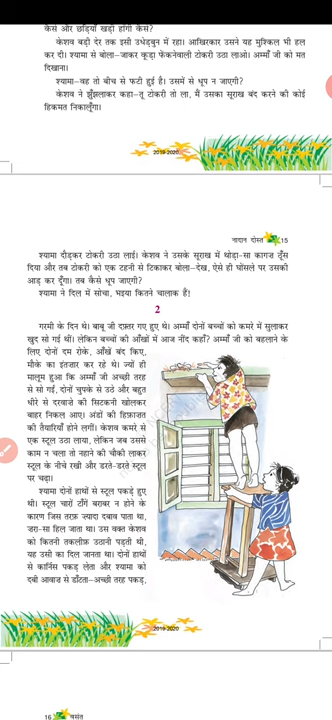 कैसे और छड़ियाँ खड़ी होंगी कैसे?
केशव बड़ी देर तक इसी उधेड़बुन में रहा। आखिरकार उसने यह मुश्किल भी हल
कर दी। श्यामा से बोला–जाकर कूड़ा फेंकनेवाली टोकरी उठा लाओ। अम्माँ जी को मत
दिखाना।
श्यामा–वह तो बीच से फटी हुई है। उसमें से धूप न जाएगी?
केशव ने झुँझलाकर कहा–तू टोकरी तो ला, मैं उसका सूराख बंद करने की कोई
हिकमत निकालूँगा।
2019-2020
नादान दोस्त 15
श्यामा दौड़कर टोकरी उठा लाई। केशव ने उसके सूराख में थोड़ा-सा कागज ठूँस
दिया और तब टोकरी को एक टहनी से टिकाकर बोला–देख, ऐसे ही घोंसले पर उसकी
आड़ कर दूँगा। तब कैसे धूप जाएगी?
श्यामा ने दिल में सोचा, भइया कितने चालाक हैं!
2
गरमी के दिन थे। बाबू जी दफ़्तर गए हुए थे। अम्माँ दोनों बच्चों को कमरे में सुलाकर
खुद सो गई थीं। लेकिन बच्चों की आँखों में आज नींद कहाँ? अम्माँ जी को बहलाने के
लिए दोनों दम रोके, आँखें बंद किए,
मौके का इंतजार कर रहे थे। ज्यों ही
मालूम हुआ कि अम्माँ जी अच्छी तरह
से सो गईं, दोनों चुपके से उठे और बहुत
धीरे से दरवाजे की सिटकनी खोलकर
बाहर निकल आए। अंडों की हिफ़ाजत
की तैयारियाँ होने लगीं। केशव कमरे से
एक स्टूल उठा लाया, लेकिन जब उससे
काम न चला तो नहाने की चौकी लाकर
स्टूल के नीचे रखी और डरते-डरते स्टूल
पर चढ़ा।
श्यामा दोनों हाथों से स्टूल पकड़े हुए
थी। स्टूल चारों टाँगें बराबर न होने के
कारण जिस तरफ़ ज्यादा दबाव पाता था,
जरा-सा हिल जाता था। उस वक्त केशव
को कितनी तकलीफ़ उठानी पड़ती थी,
यह उसी का दिल जानता था। दोनों हाथों
से कार्निस पकड़ लेता और श्यामा को
दबी आवाज से डाँटता–अच्छी तरह पकड़,
2019-2020
16 वसंत